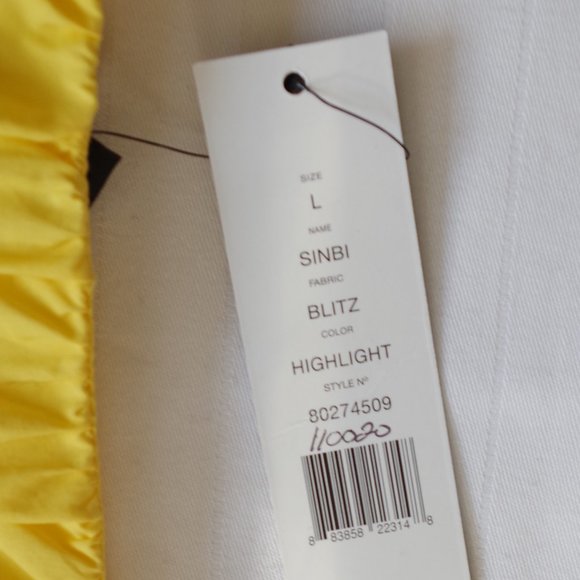 SIZE
L
NAME
SINBI
FABRIC
BLITZ
COLOR
HIGHLIGHT
STYLE Nº
80274509
110020
8 83858 22314 8